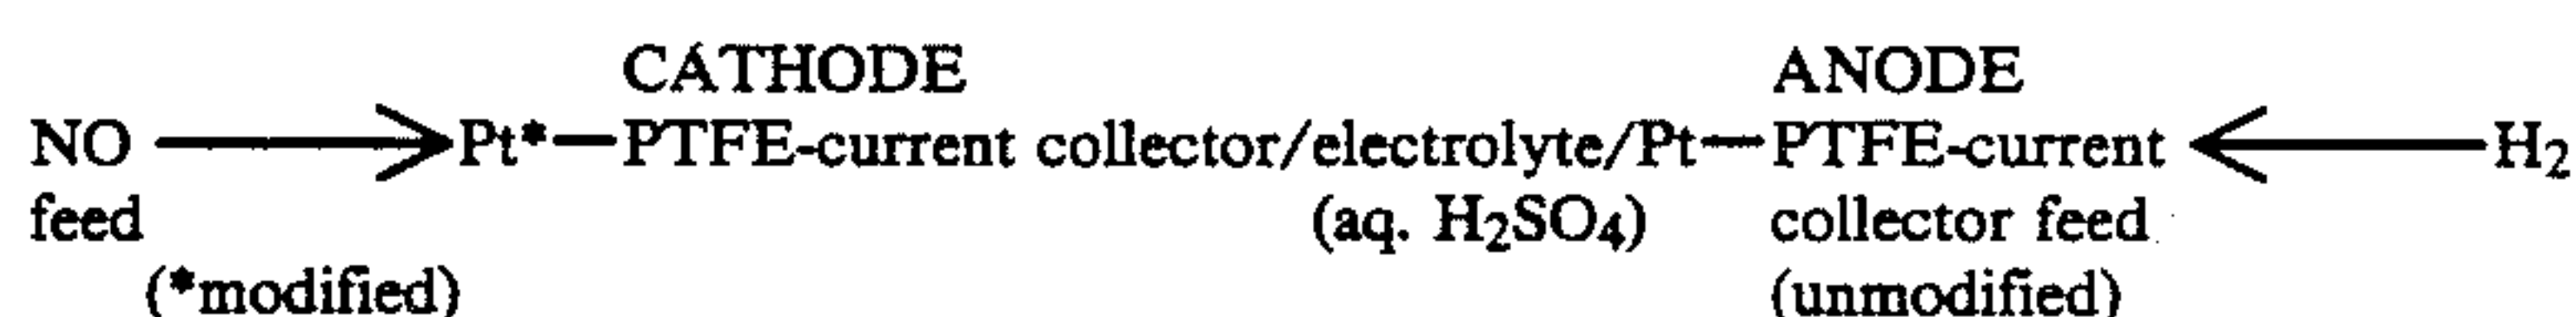 CATHODE ANODE
NO Pt*—PTFE-current collector/electrolyte/Pt—PTFE-current H₂
feed (aq. H₂SO₄) collector feed
(*modified) (unmodified)